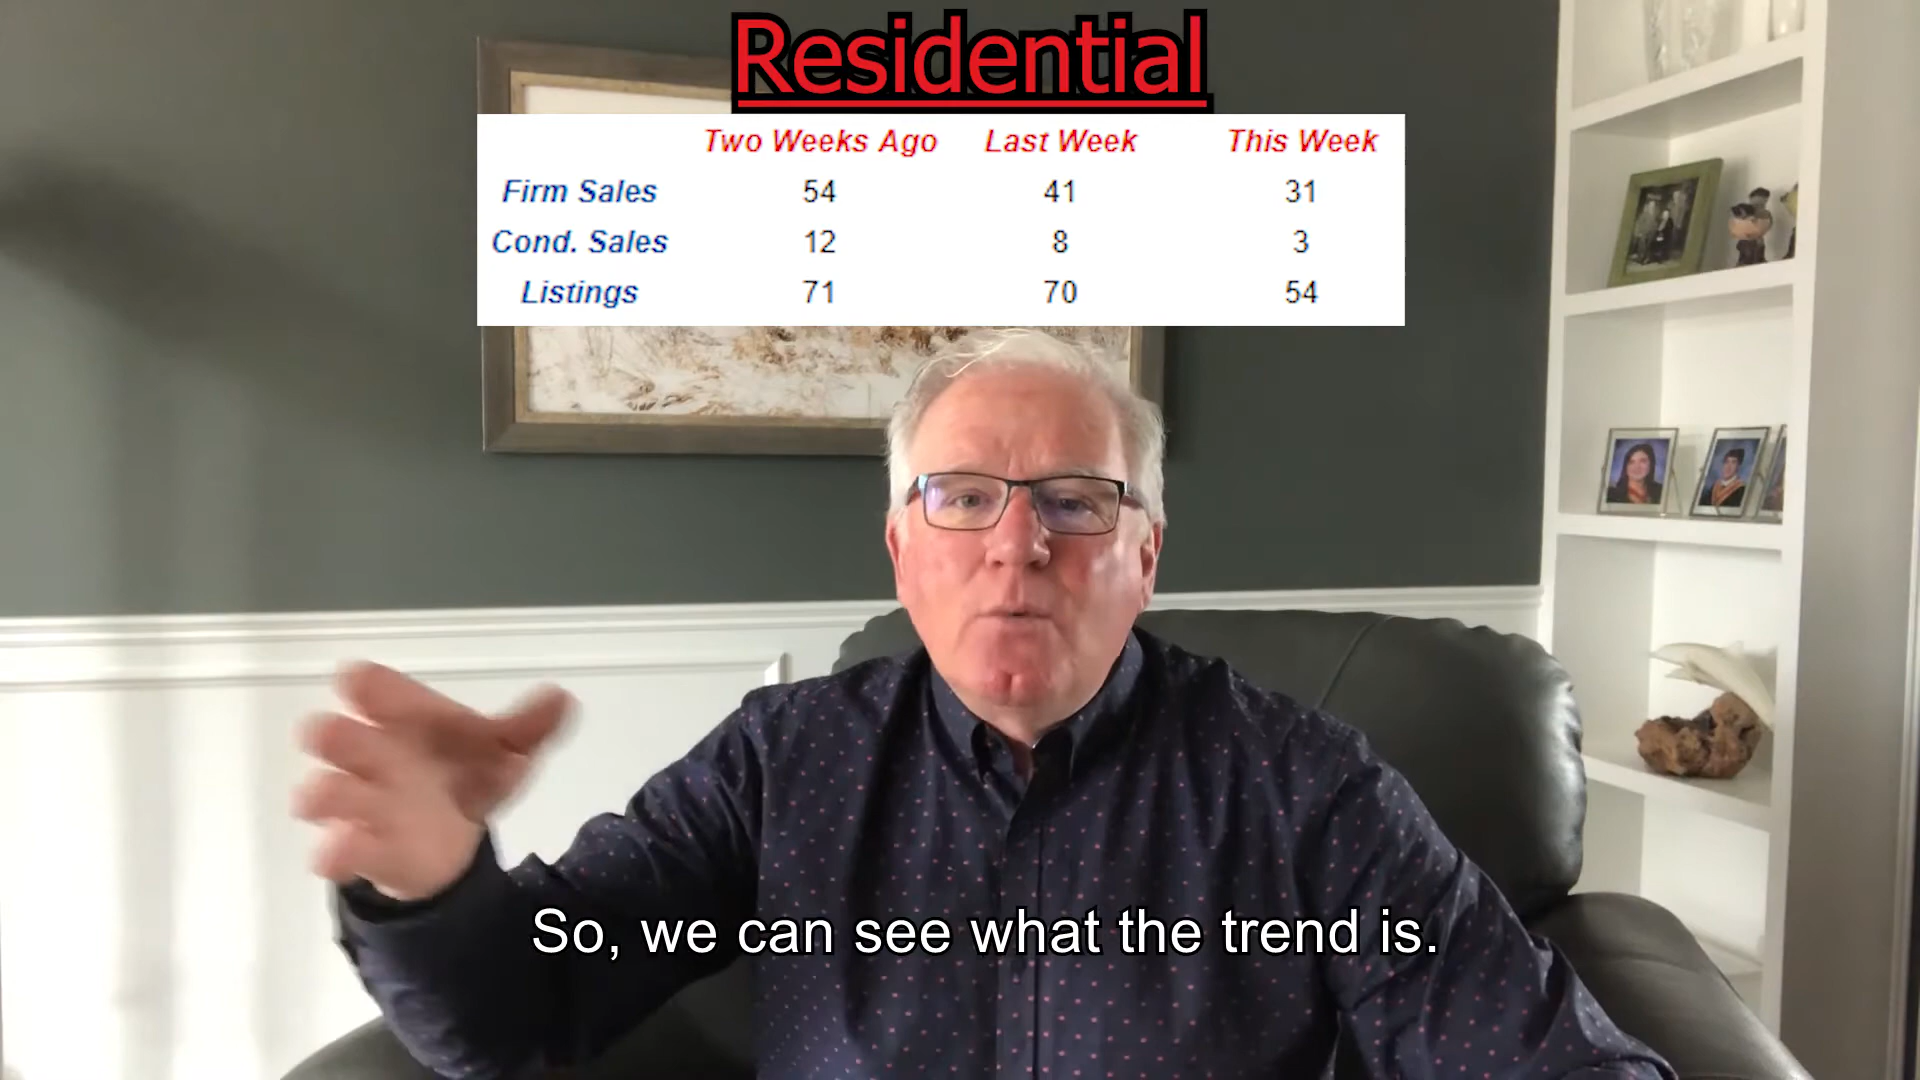 Residential
Two Weeks Ago Last Week This Week
Firm Sales 54 41 31
Cond. Sales 12 8 3
Listings 71 70 54
So, we can see what the trend is.